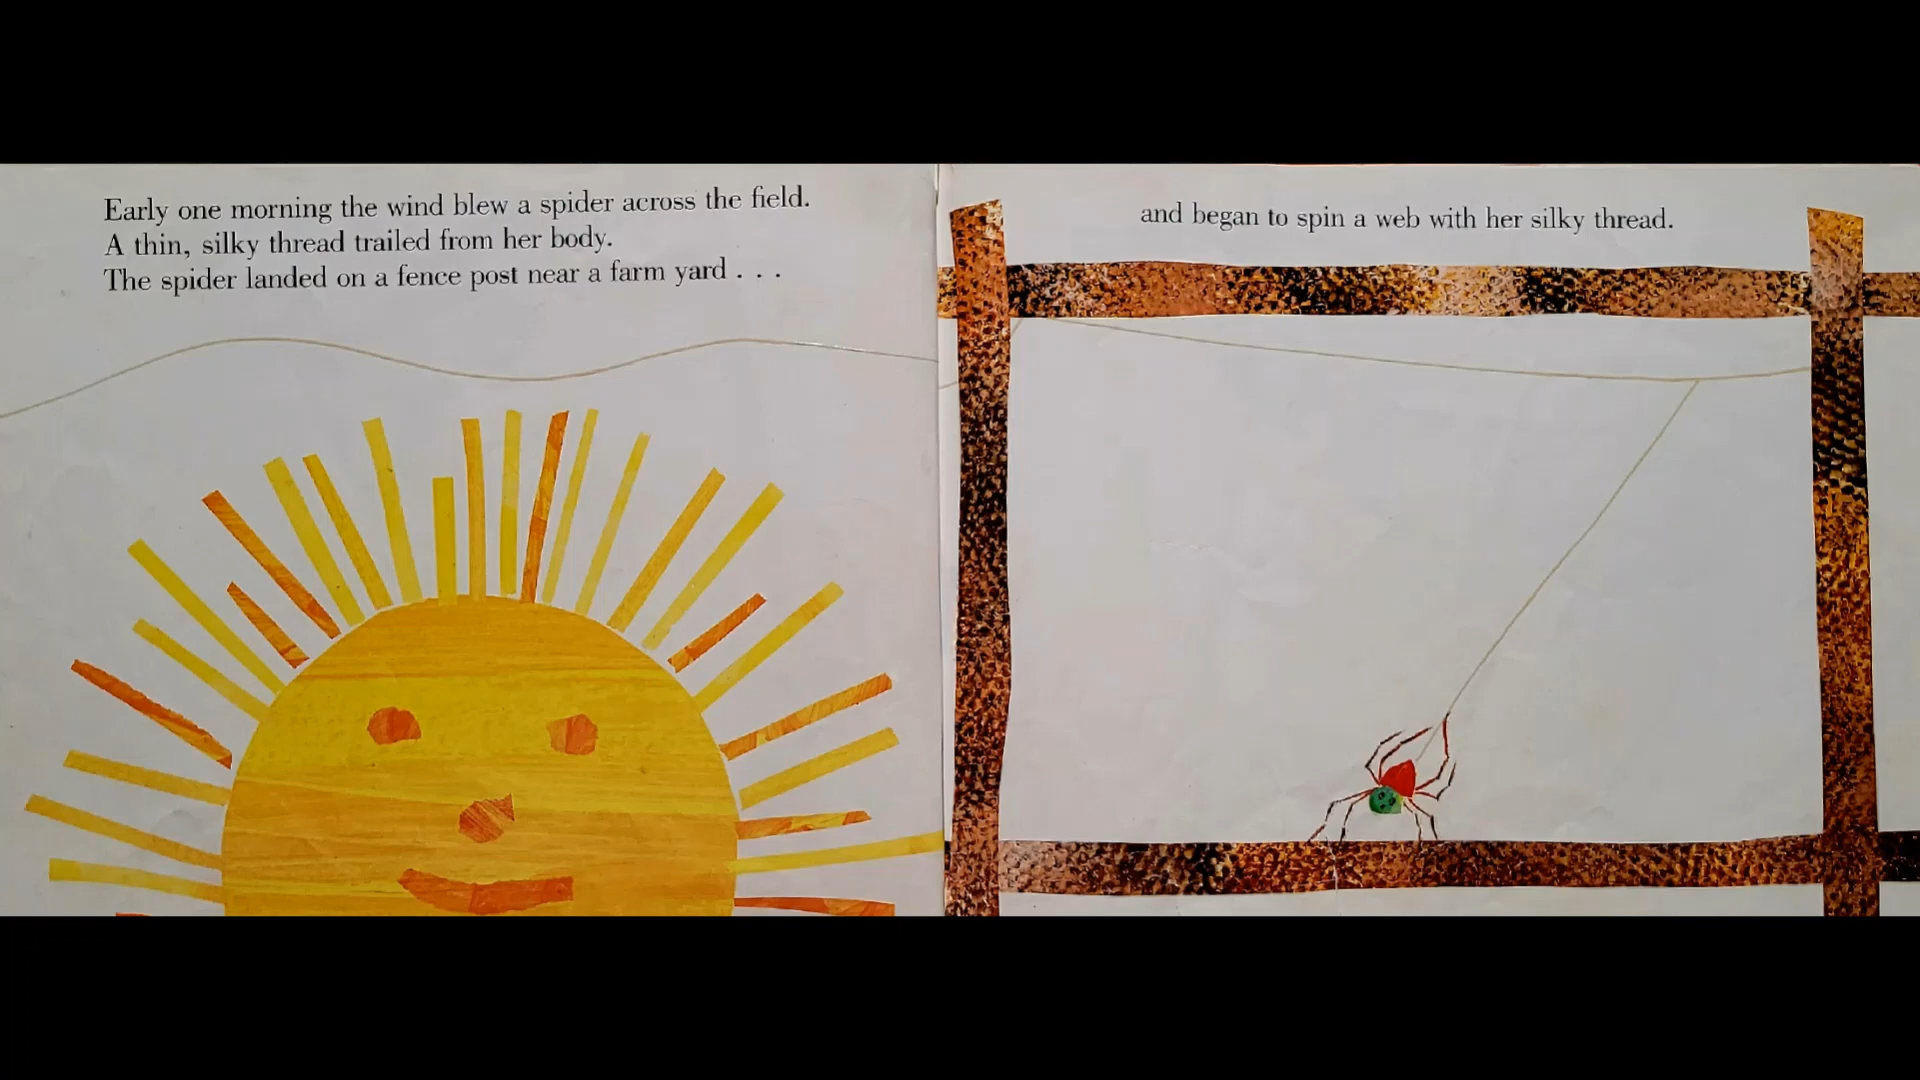 Early one morning the wind blew a spider across the field.
A thin, silky thread trailed from her body.
The spider landed on a fence post near a farm yard . . .
and began to spin a web with her silky thread.